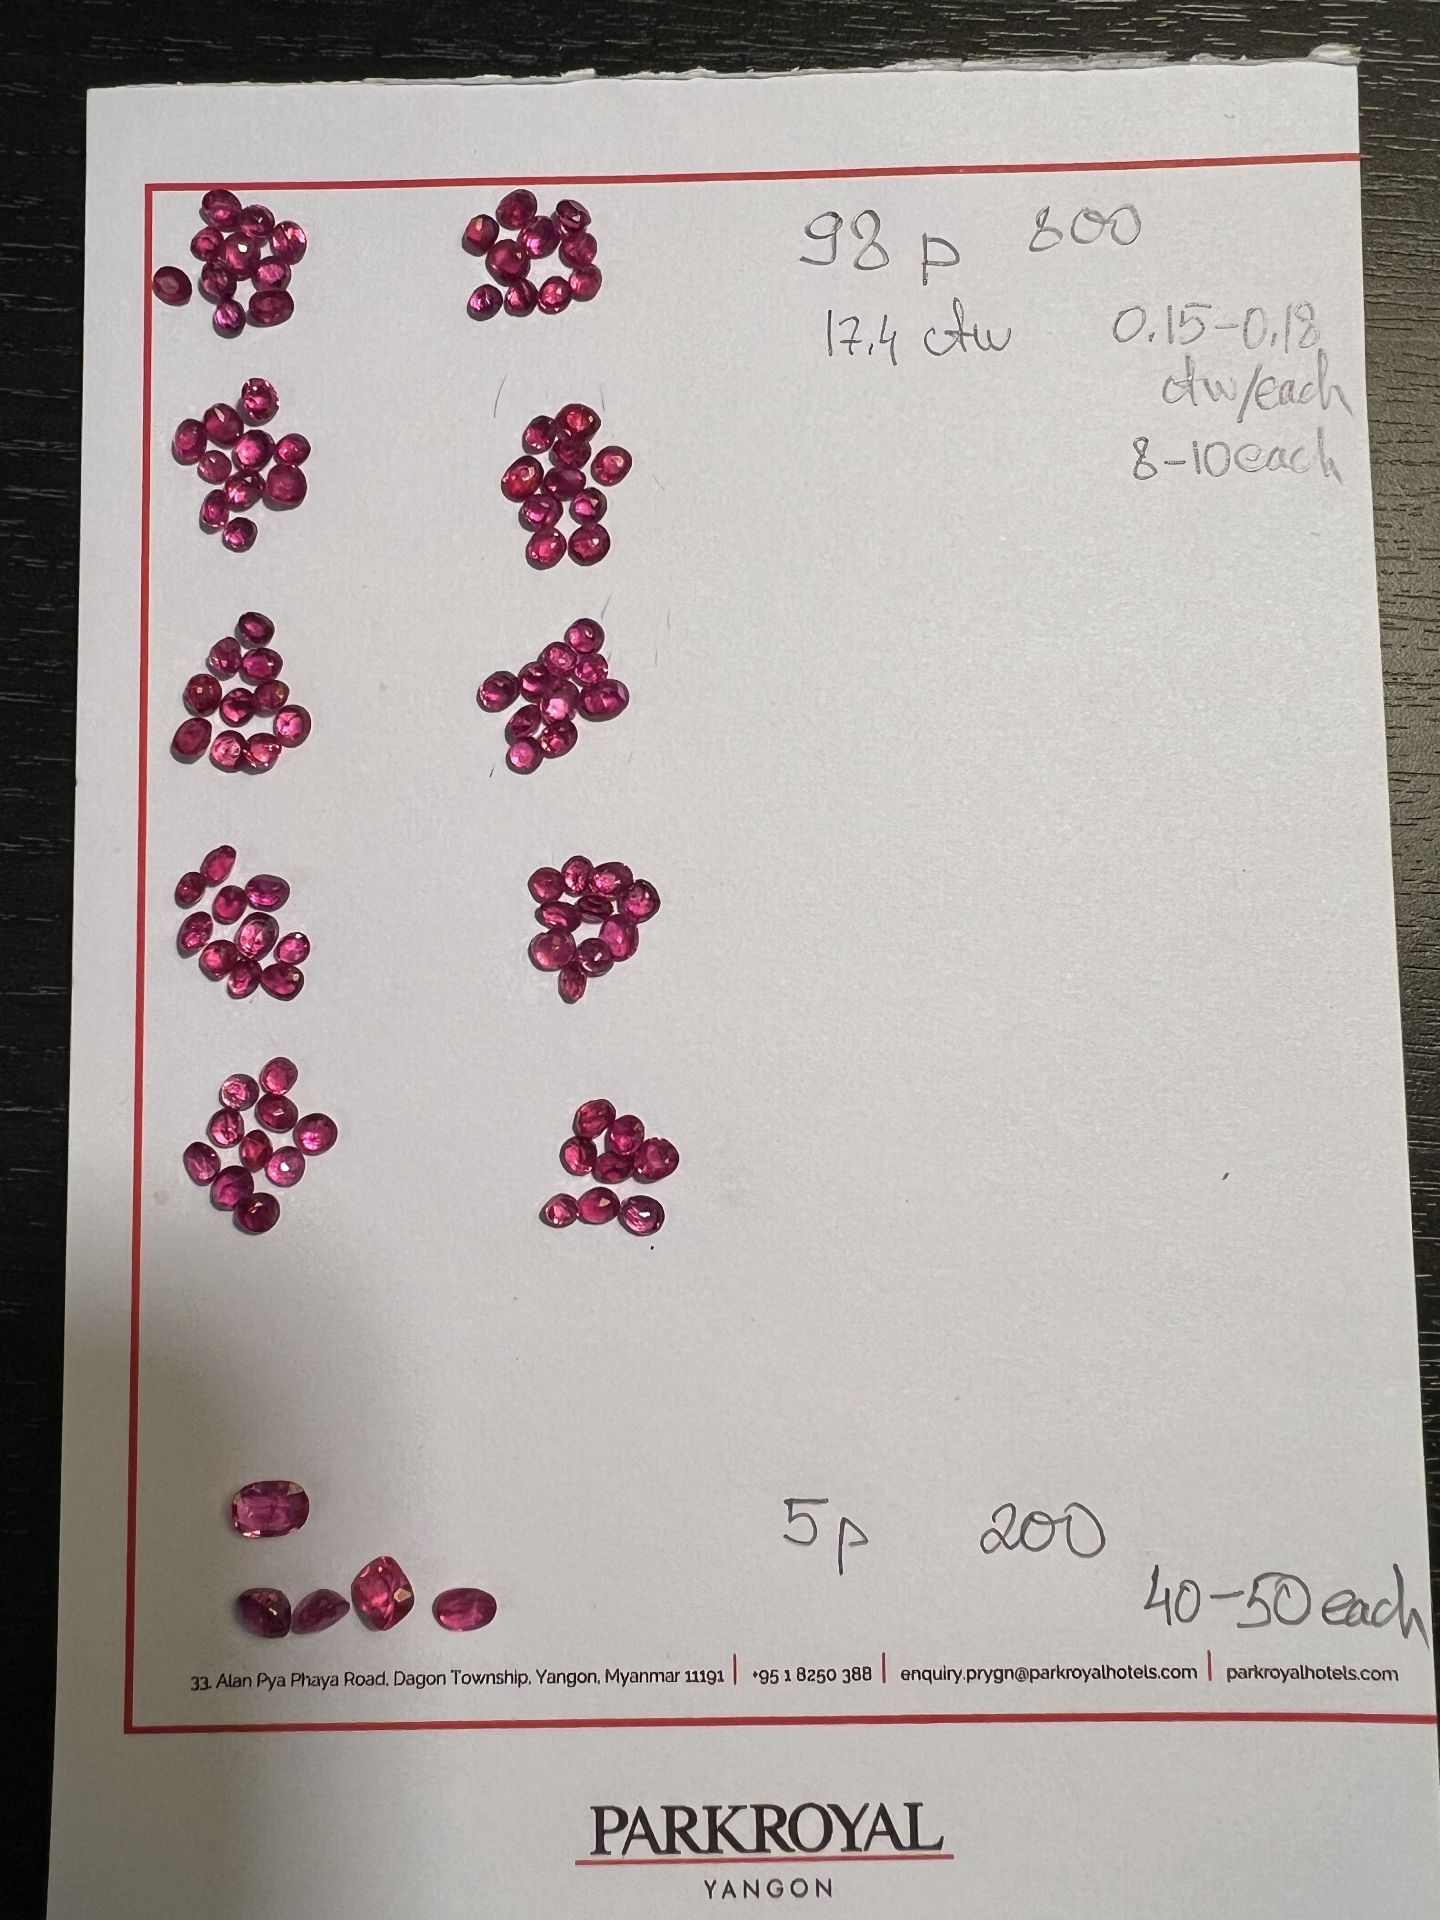 98 p 800
17.4 ctw 0.15-0.18
ctw/each
8-10 each
5p 200
40-50 each
33. Alan Pya Phaya Road, Dagon Township, Yangon, Myanmar 11191 | +95 1 8250 388 | enquiry.prygn@parkroyalhotels.com | parkroyalhotels.com
PARKROYAL
YANGON